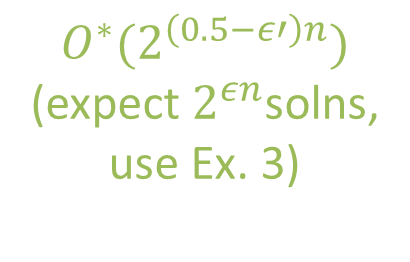 𝑂*(2^(0.5−𝜖′)𝑛)
(expect 2^𝜖𝑛 solns,
use Ex. 3)